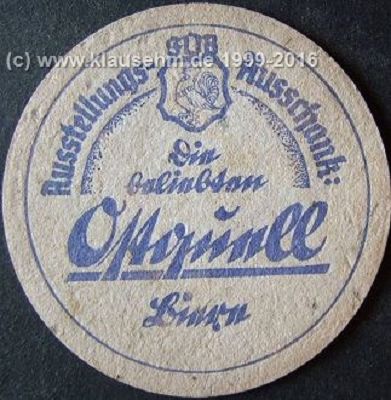 (c) www.klausehm.de 1999-2016
Ausstellungs-Ausschank:
Die
beliebten
Ostquell
Biere